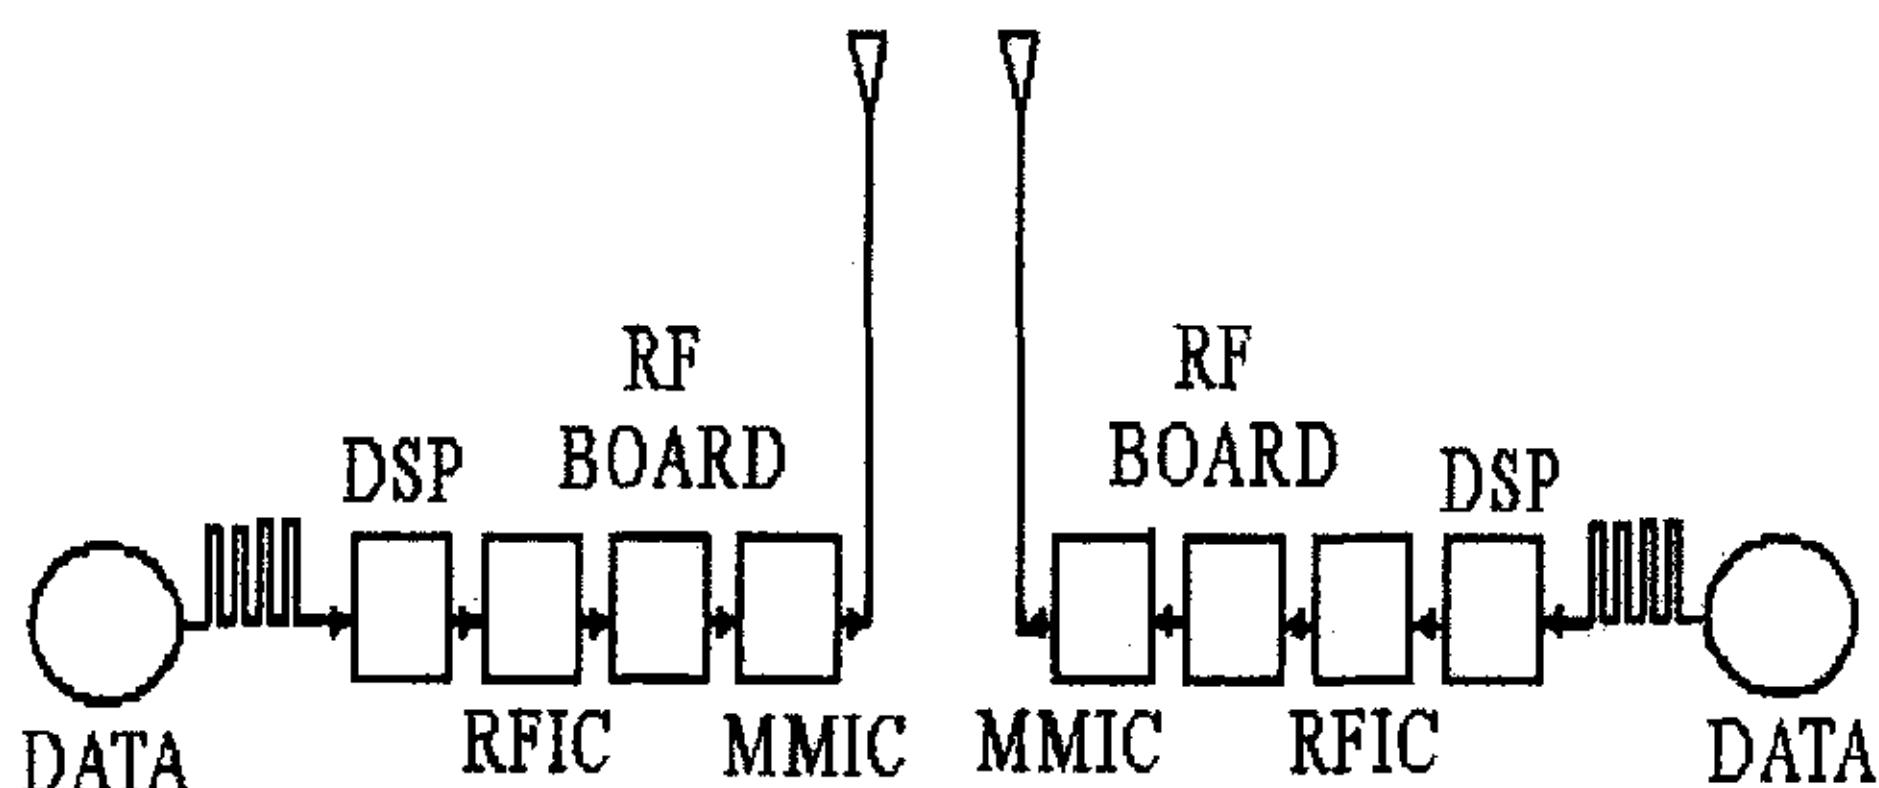 RF
BOARD
DSP
RFIC
MMIC
DATA
RF
BOARD
DSP
MMIC
RFIC
DATA